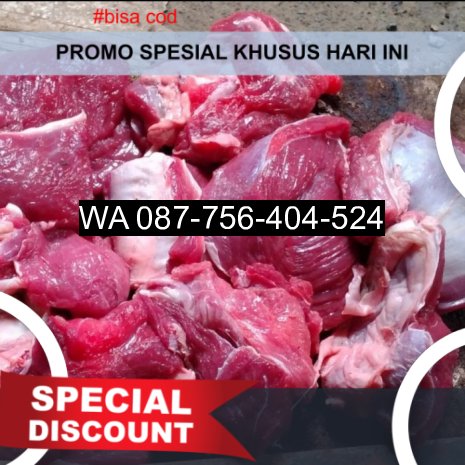 #bisa cod
PROMO SPESIAL KHUSUS HARI INI
WA 087-756-404-524
SPECIAL
DISCOUNT